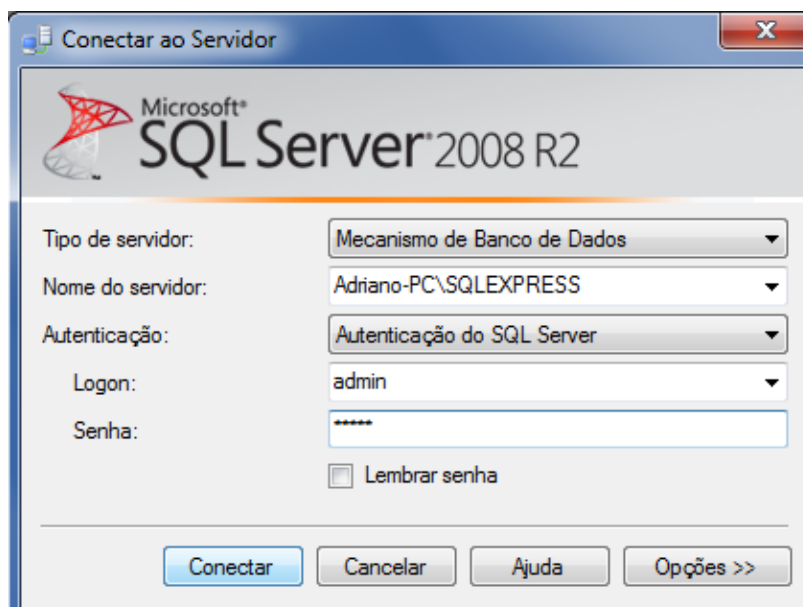 Conectar ao Servidor
Microsoft®
SQL Server® 2008 R2
Tipo de servidor: Mecanismo de Banco de Dados
Nome do servidor: Adriano-PC\SQLEXPRESS
Autenticação: Autenticação do SQL Server
Logon: admin
Senha: *****
Lembrar senha
Conectar Cancelar Ajuda Opções >>